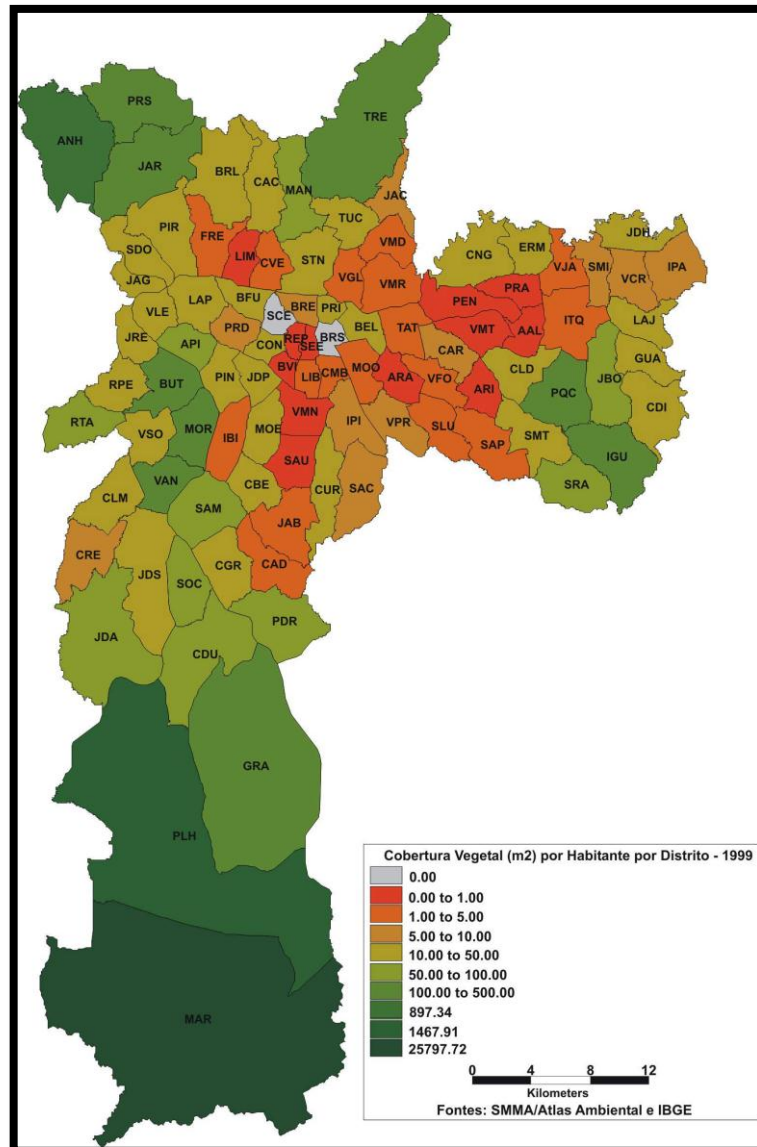 TRE
PRS
ANH
JAR
BRL
CAC
MAN
JAC
TUC
PIR
FRE
LIM
CVE
STN
VMD
SDO
JAG
VGL
VMR
CNG
ERM
JDH
VJA
SMI
VCR
IPA
PEN
PRA
VLE
LAP
BFU
SCE
BRE
PRI
PRD
BRS
BEL
TAT
VMT
AAL
ITQ
LAJ
JRE
API
CON
REP
SEE
CAR
GUA
RPE
BUT
PIN
JDP
BVI
LIB
CMB
MOO
ARA
VFO
ARI
CLD
PQC
JBO
CDI
RTA
VSO
MOR
IBI
MOE
VMN
IPI
VPR
SLU
SAP
SMT
IGU
VAN
SAU
CLM
SAM
CBE
CUR
SAC
SRA
JAB
CRE
JDS
SOC
CGR
CAD
JDA
CDU
PDR
GRA
PLH
MAR
Cobertura Vegetal (m2) por Habitante por Distrito - 1999
0.00
0.00 to 1.00
1.00 to 5.00
5.00 to 10.00
10.00 to 50.00
50.00 to 100.00
100.00 to 500.00
897.34
1467.91
25797.72
0 4 8 12
Kilometers
Fontes: SMMA/Atlas Ambiental e IBGE